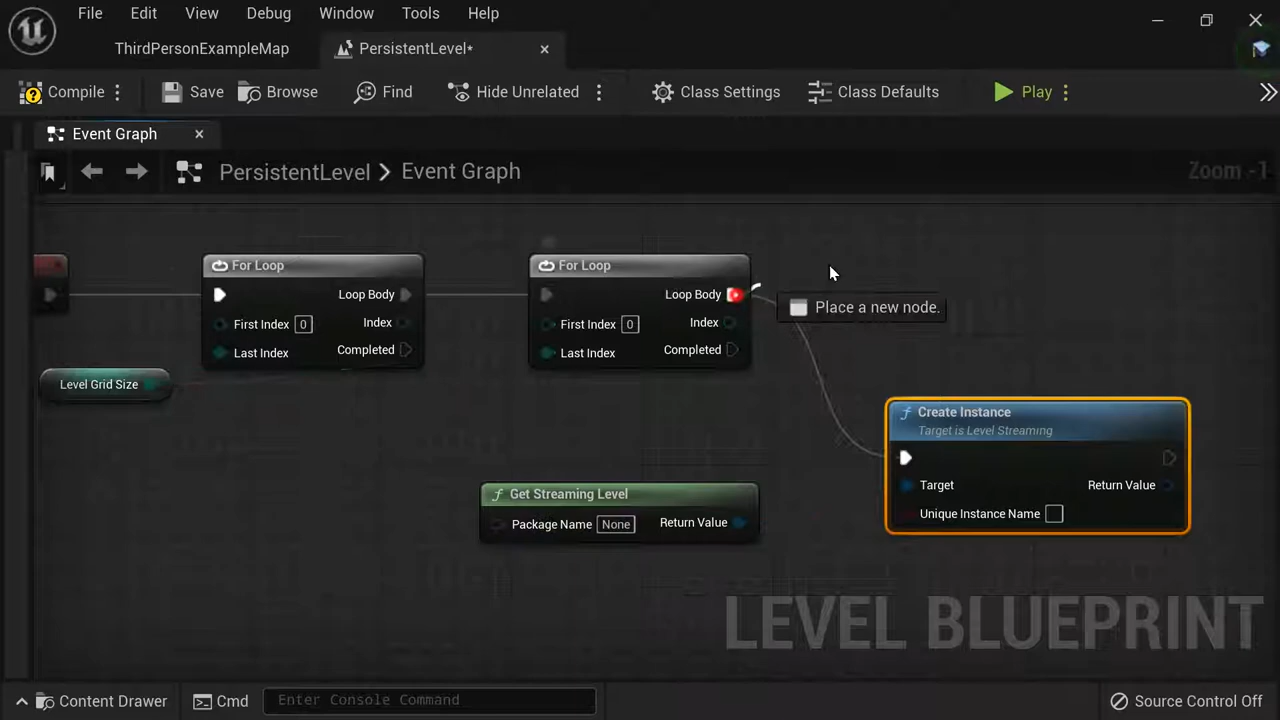 File Edit View Debug Window Tools Help
ThirdPersonExampleMap PersistentLevel*
Compile Save Browse Find Hide Unrelated Class Settings Class Defaults Play
Event Graph
PersistentLevel Event Graph Zoom -1
For Loop For Loop
Loop Body Loop Body
Place a new node.
First Index 0 Index First Index 0 Index
Last Index Completed Last Index Completed
Level Grid Size
Create Instance
Target is Level Streaming
Target Return Value
Unique Instance Name
Get Streaming Level
Package Name None Return Value
LEVEL BLUEPRINT
Content Drawer Cmd Enter Console Command Source Control Off